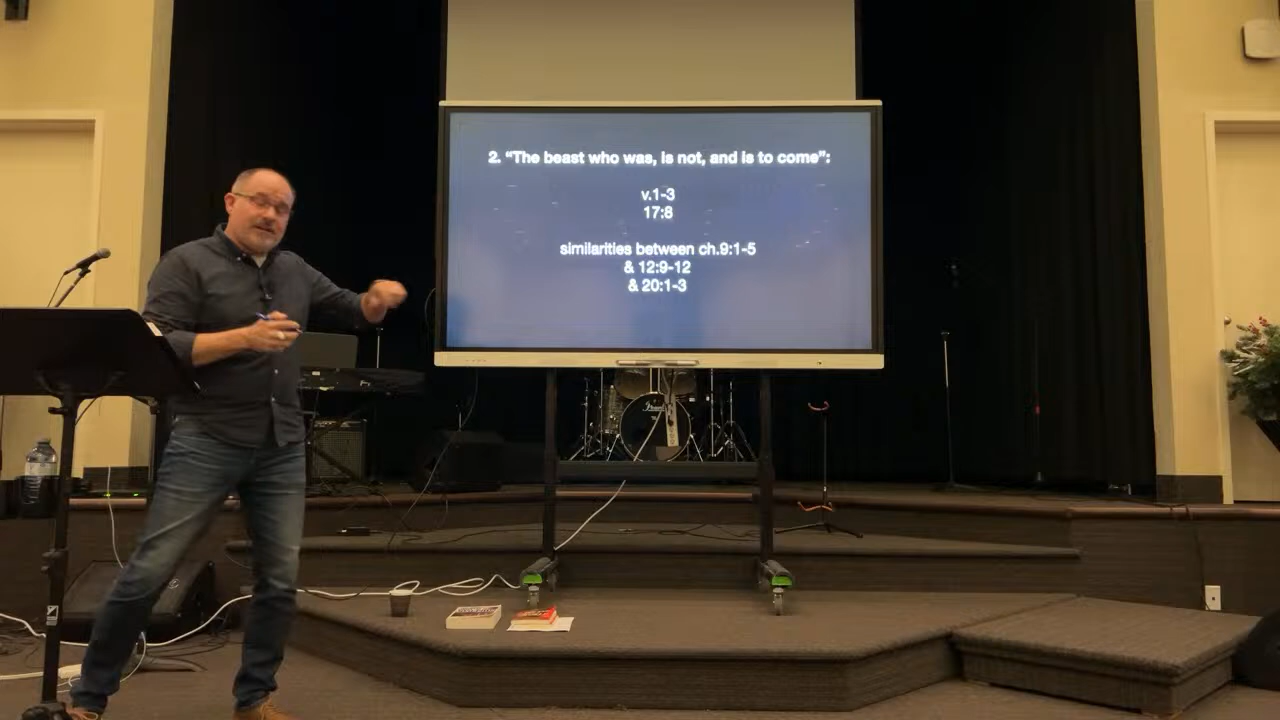 2. “The beast who was, is not, and is to come”:
v.1-3
17:8
similarities between ch.9:1-5
& 12:9-12
& 20:1-3